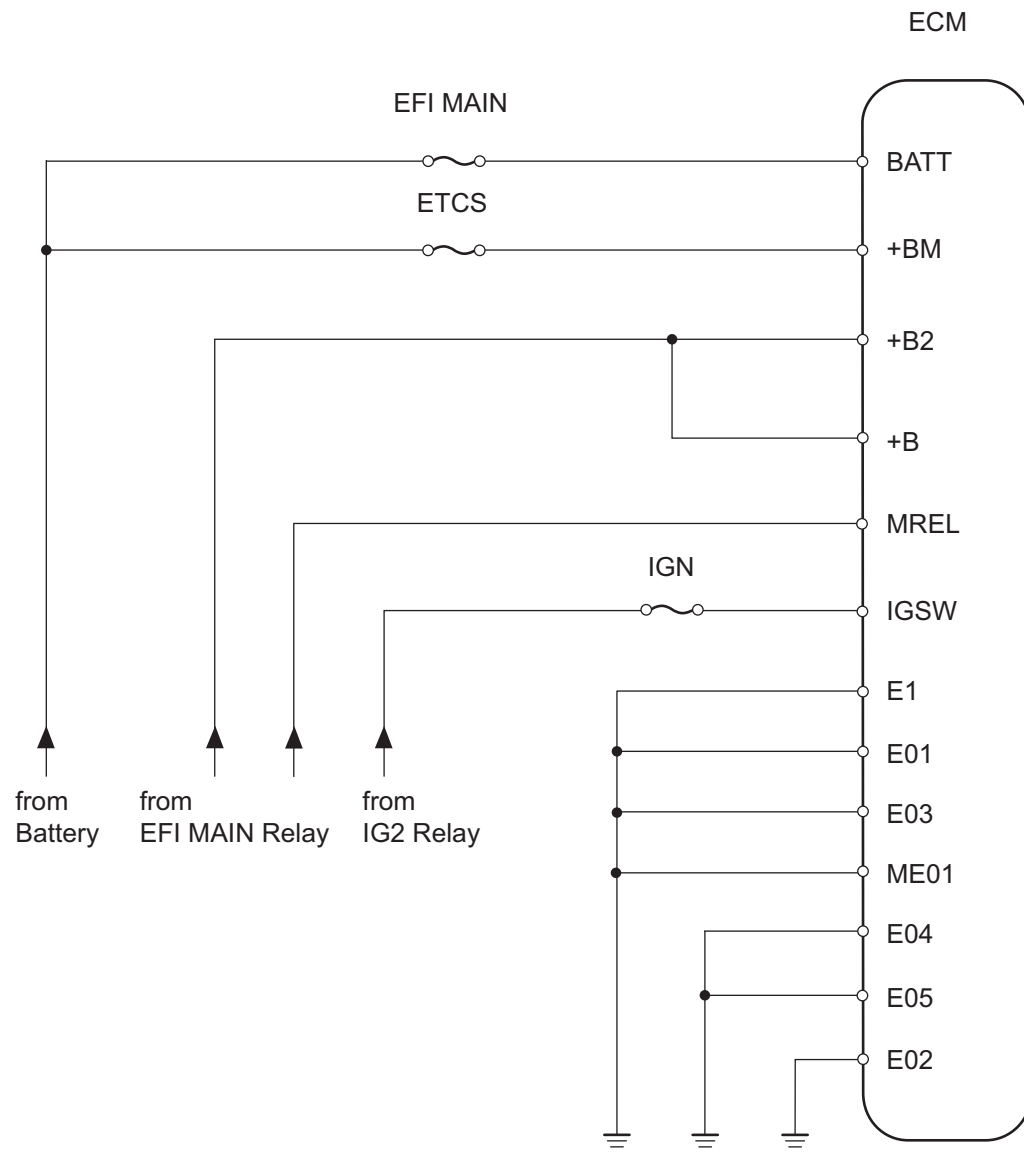 ECM
EFI MAIN
BATT
ETCS
+BM
+B2
+B
MREL
IGN
IGSW
E1
E01
E03
ME01
E04
E05
E02
from
Battery
from
EFI MAIN Relay
from
IG2 Relay